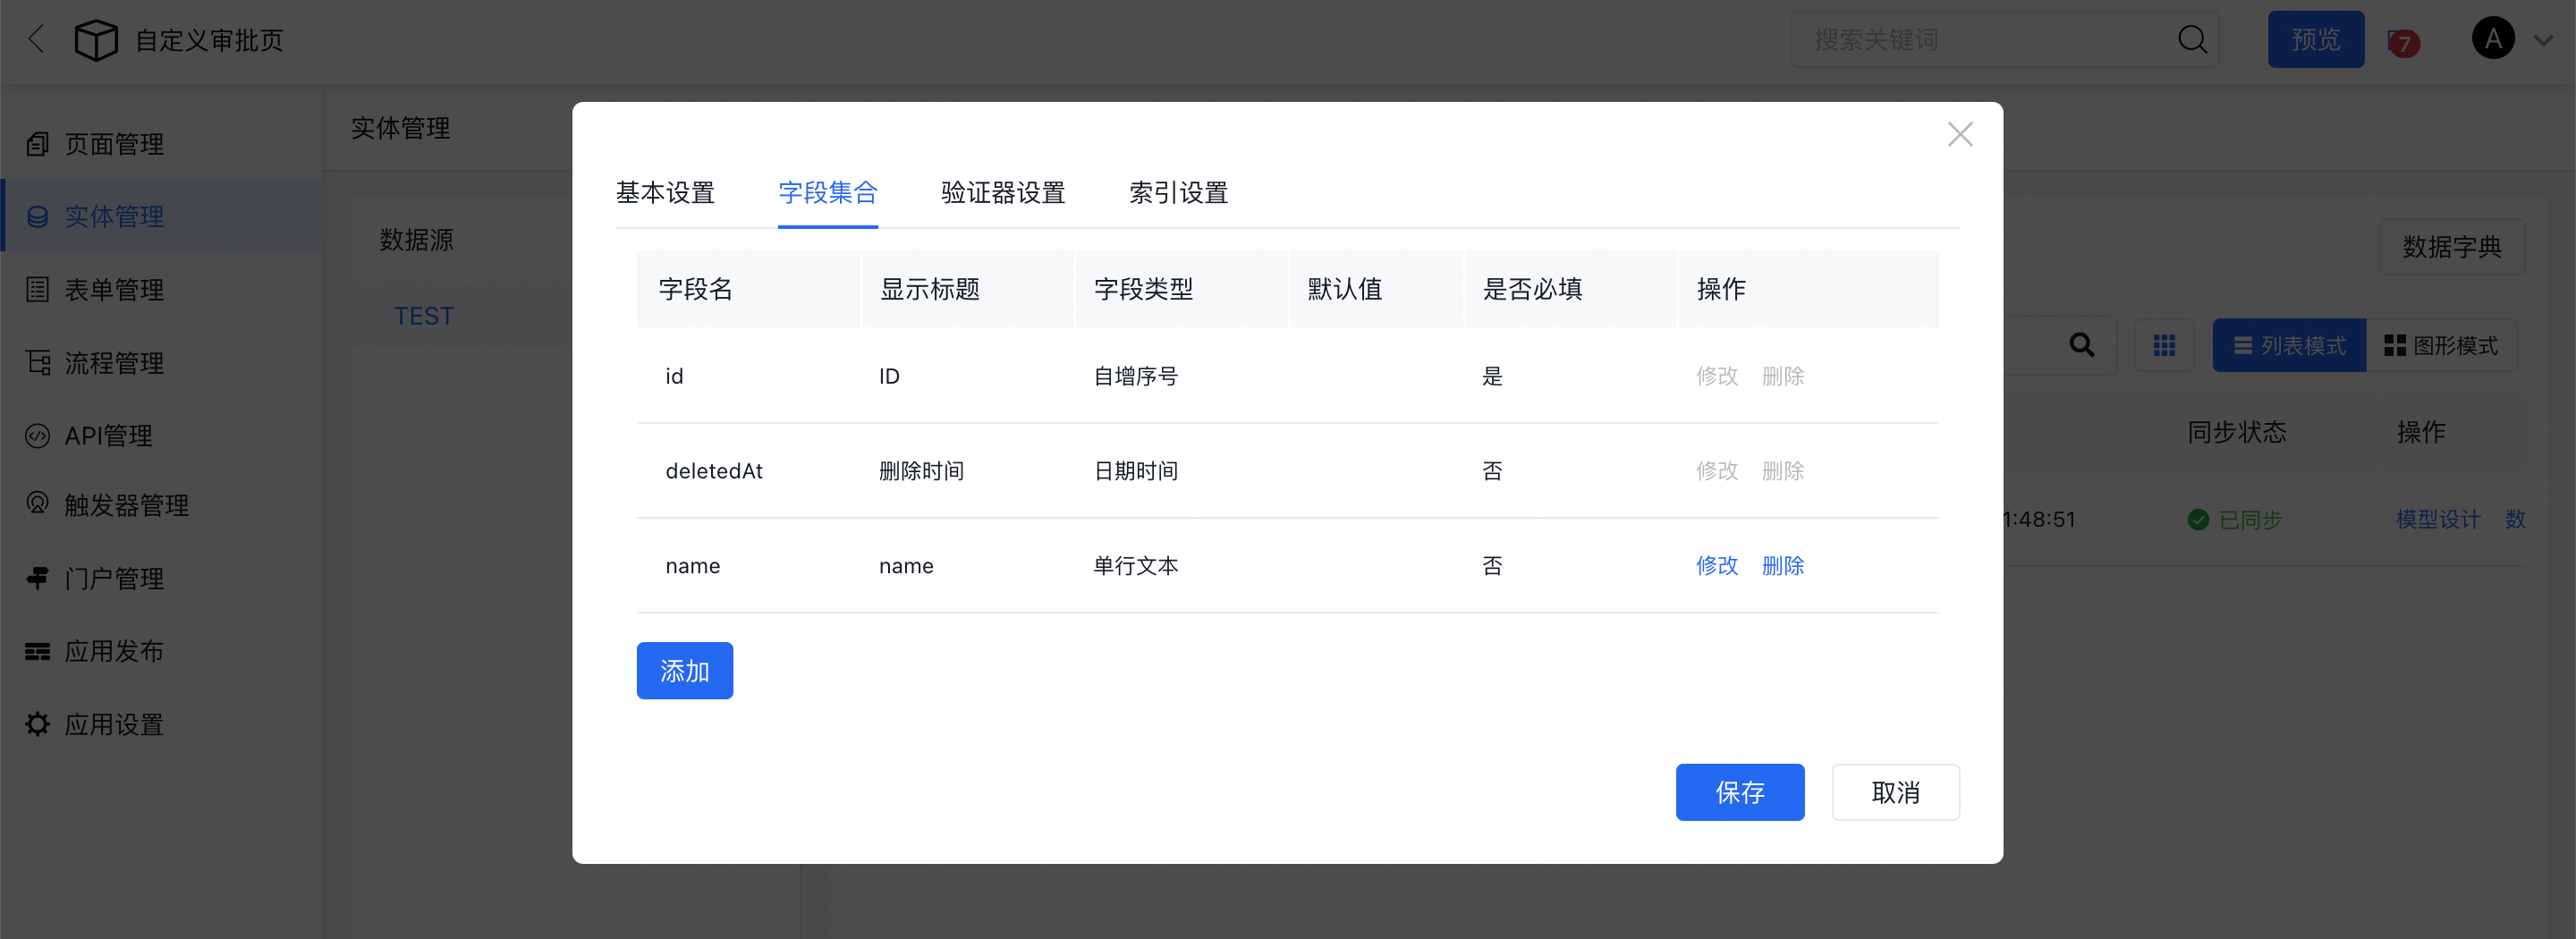 自定义审批页
搜索关键词
预览
7
A
页面管理
实体管理
表单管理
流程管理
API管理
触发器管理
门户管理
应用发布
应用设置
实体管理
数据源
TEST
基本设置 字段集合 验证器设置 索引设置
字段名 显示标题 字段类型 默认值 是否必填 操作
id ID 自增序号 是 修改 删除
deletedAt 删除时间 日期时间 否 修改 删除
name name 单行文本 否 修改 删除
添加
保存 取消
数据字典
列表模式 图形模式
同步状态 操作
1:48:51 已同步 模型设计 数